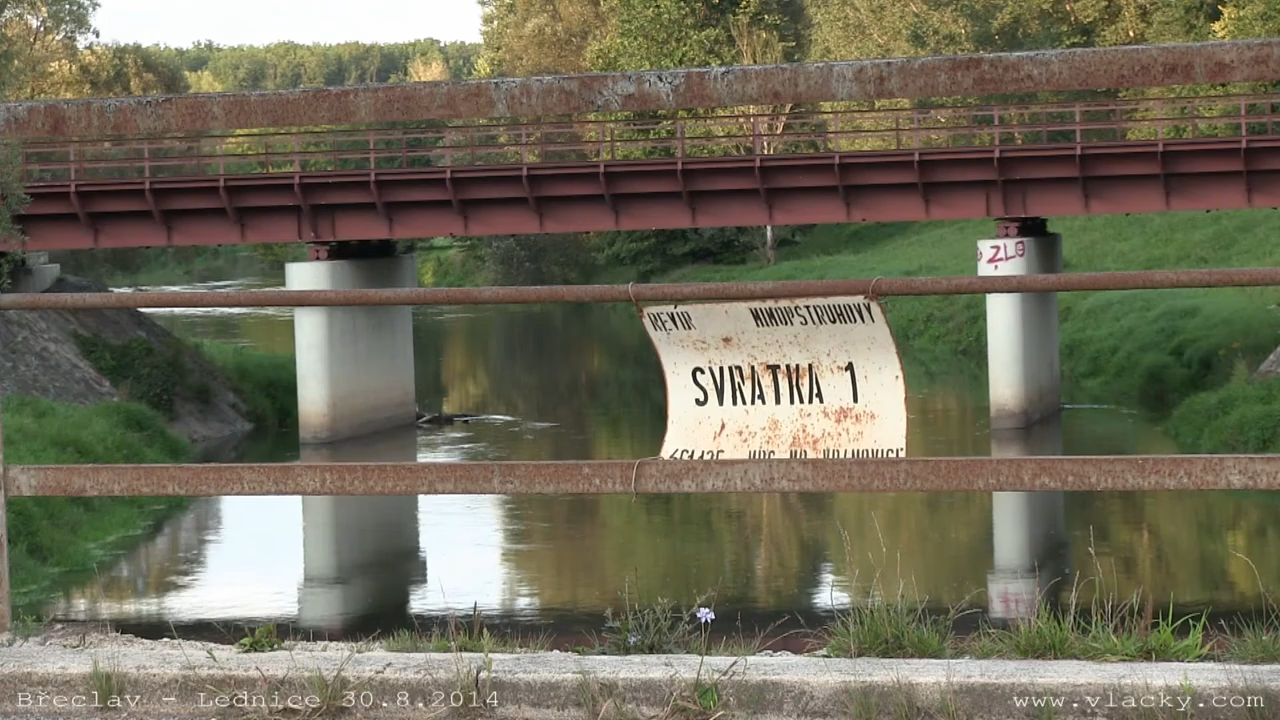 ZLO
REVÍR MIMOPSTRUHOVÝ
SVRATKA 1
Břeclav - Lednice 30.8.2014
www.vlacky.com